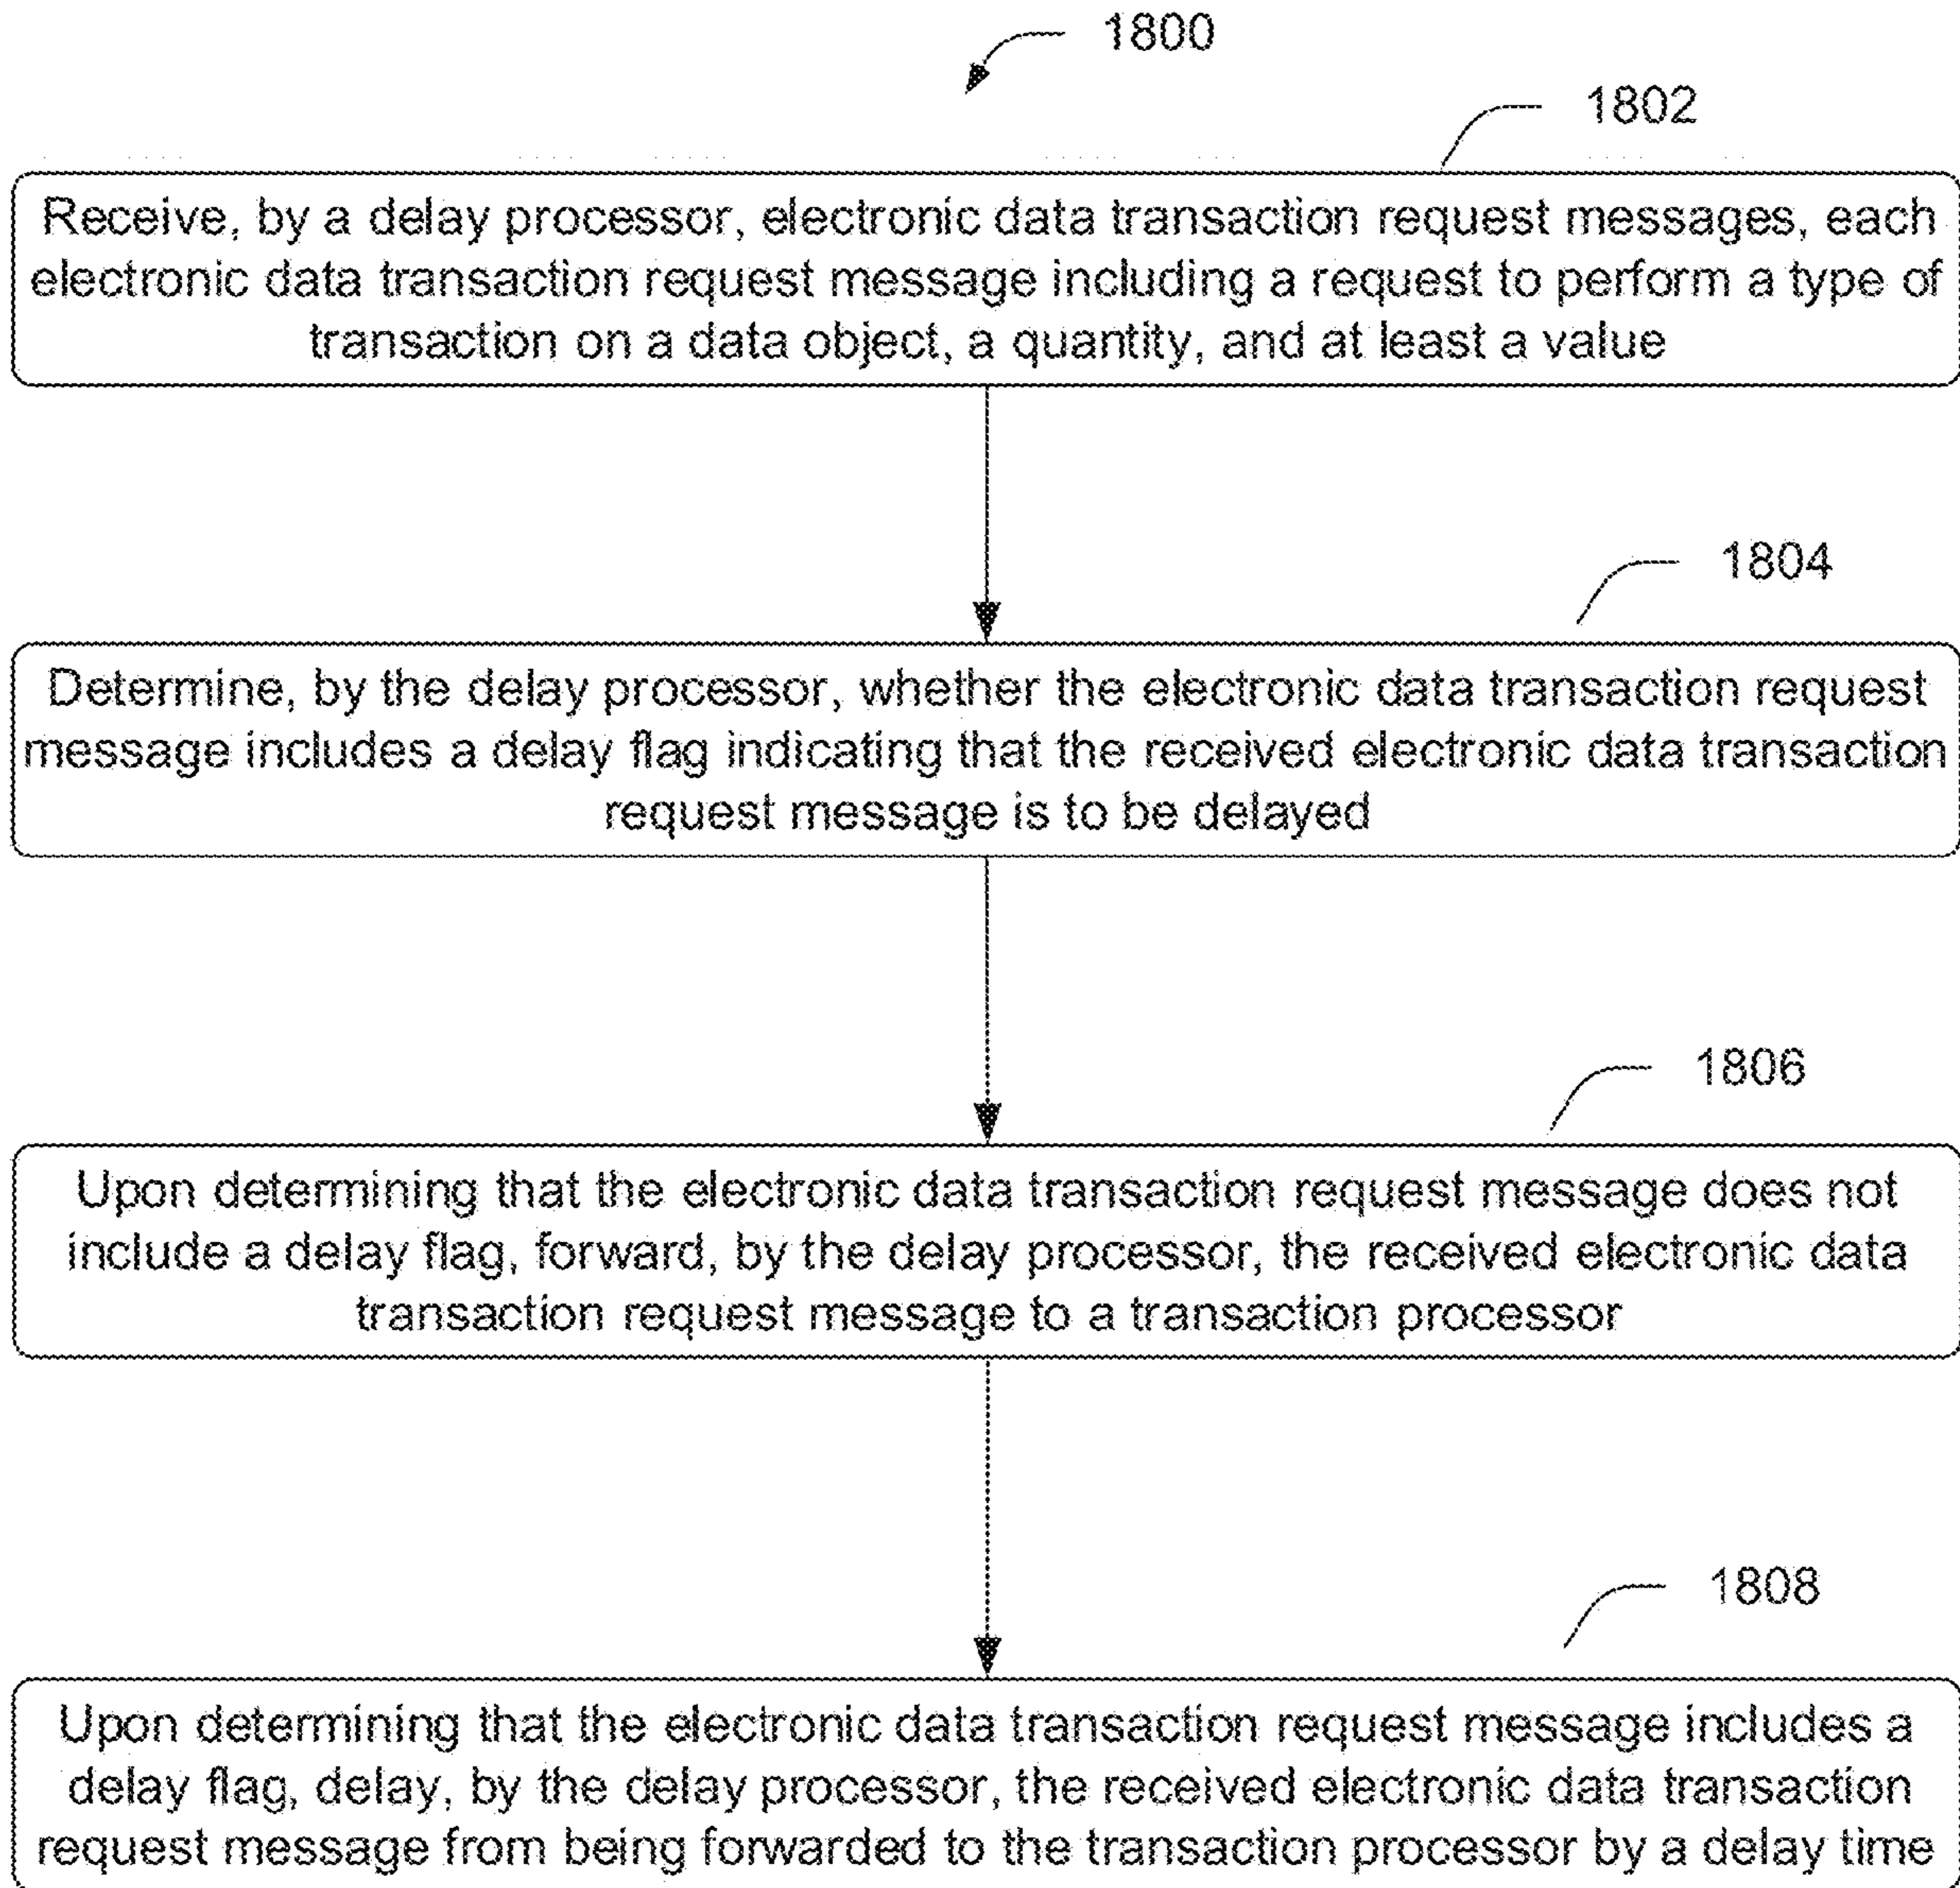 1800
1802
Receive, by a delay processor, electronic data transaction request messages, each
electronic data transaction request message including a request to perform a type of
transaction on a data object, a quantity, and at least a value
1804
Determine, by the delay processor, whether the electronic data transaction request
message includes a delay flag indicating that the received electronic data transaction
request message is to be delayed
1806
Upon determining that the electronic data transaction request message does not
include a delay flag, forward, by the delay processor, the received electronic data
transaction request message to a transaction processor
1808
Upon determining that the electronic data transaction request message includes a
delay flag, delay, by the delay processor, the received electronic data transaction
request message from being forwarded to the transaction processor by a delay time